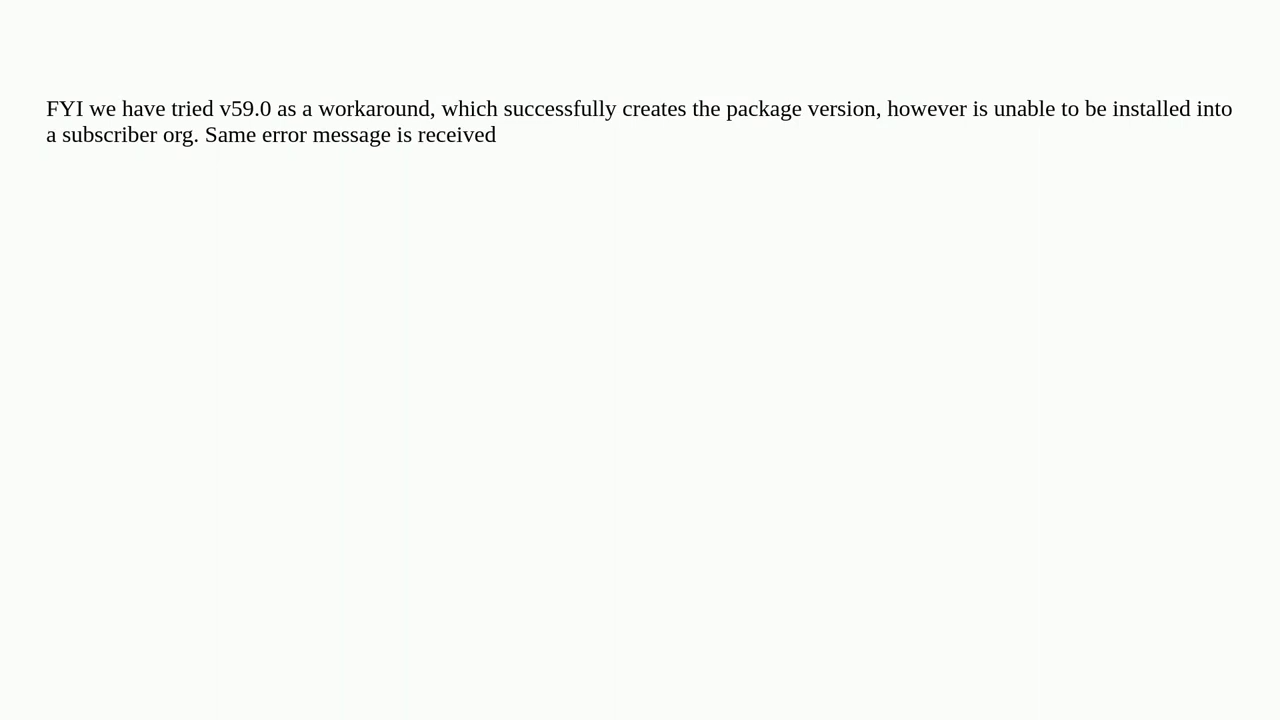 FYI we have tried v59.0 as a workaround, which successfully creates the package version, however is unable to be installed into
a subscriber org. Same error message is received